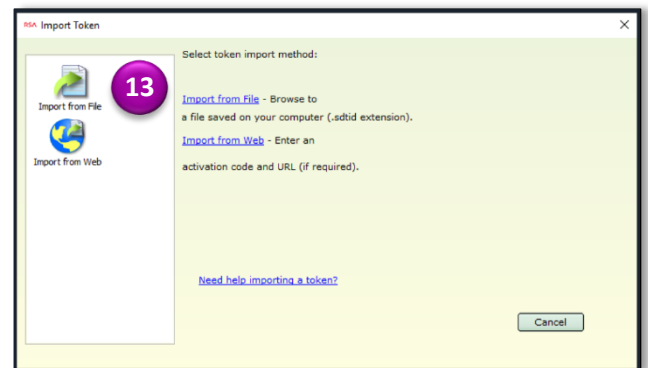 RSA Import Token
Select token import method:
13
Import from File
Import from File - Browse to
a file saved on your computer (.sdtid extension).
Import from Web - Enter an
Import from Web
activation code and URL (if required).
Need help importing a token?
Cancel